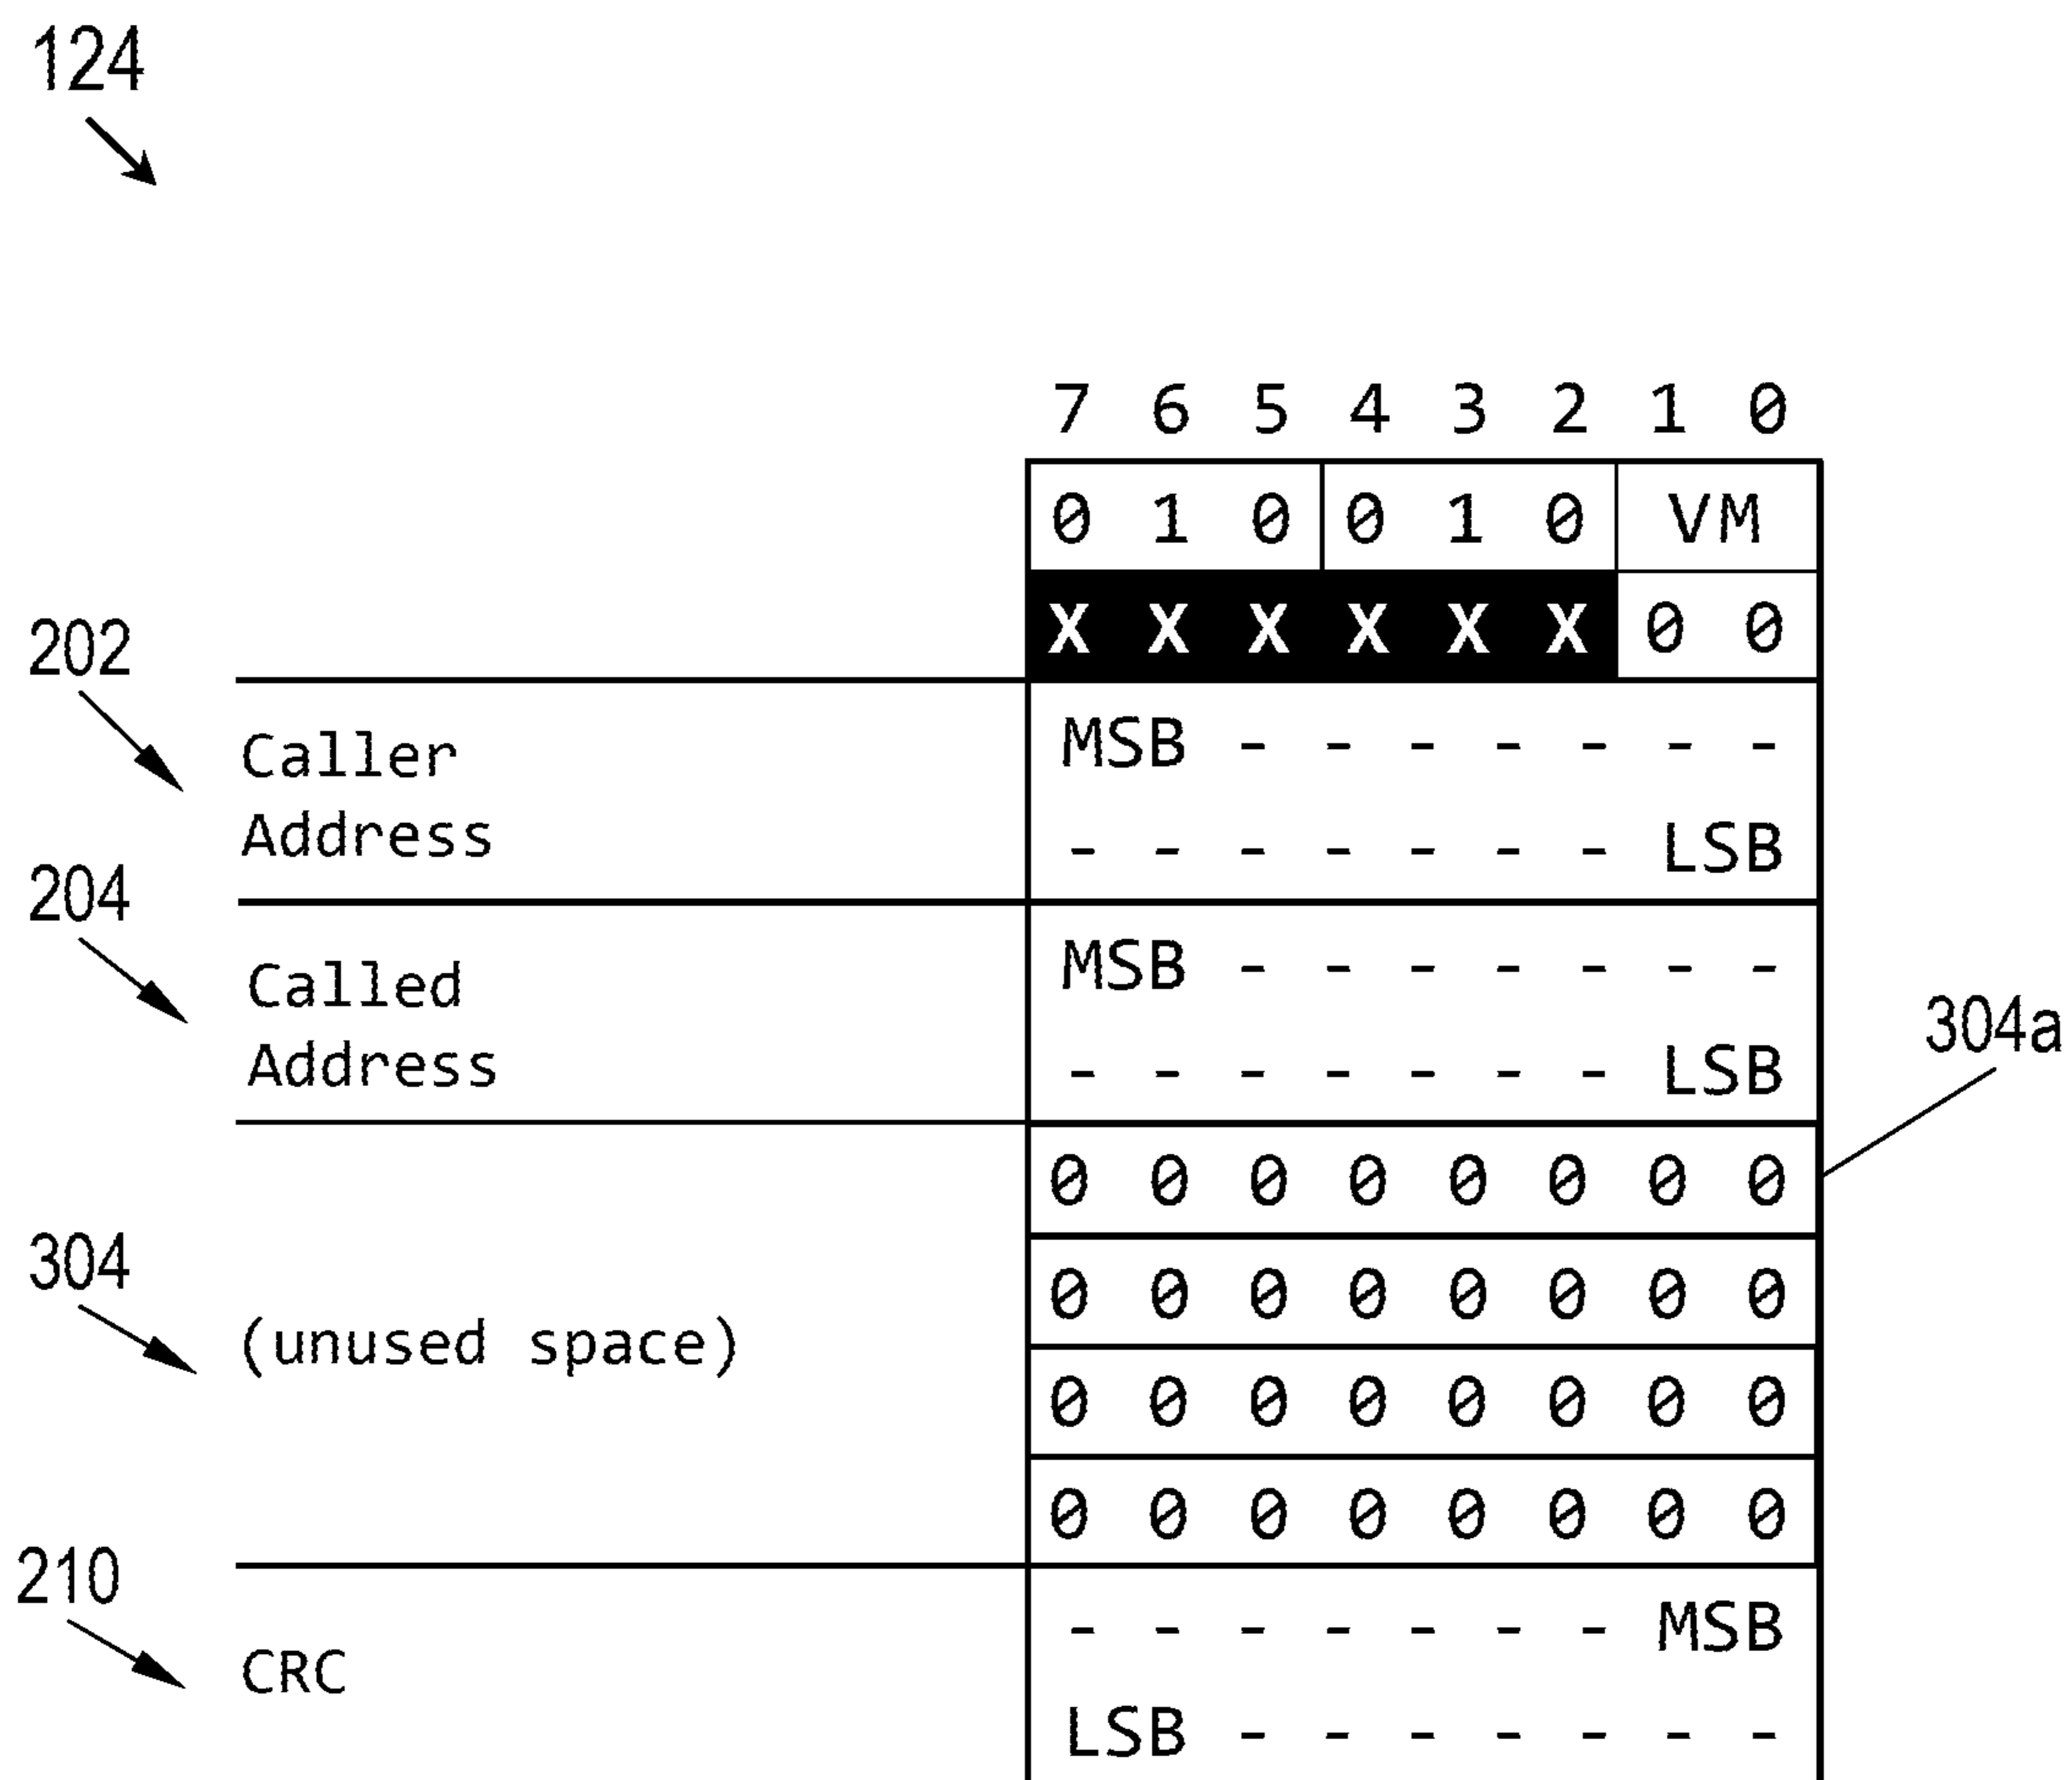 124
7 6 5 4 3 2 1 0
0 1 0 0 1 0 VM
X X X X X X 0 0
202
Caller Address
MSB - - - - - - -
- - - - - - - LSB
204
Called Address
MSB - - - - - - -
- - - - - - - LSB
304a
0 0 0 0 0 0 0 0
304
(unused space)
0 0 0 0 0 0 0 0
0 0 0 0 0 0 0 0
0 0 0 0 0 0 0 0
210
CRC
- - - - - - - MSB
LSB - - - - - - -